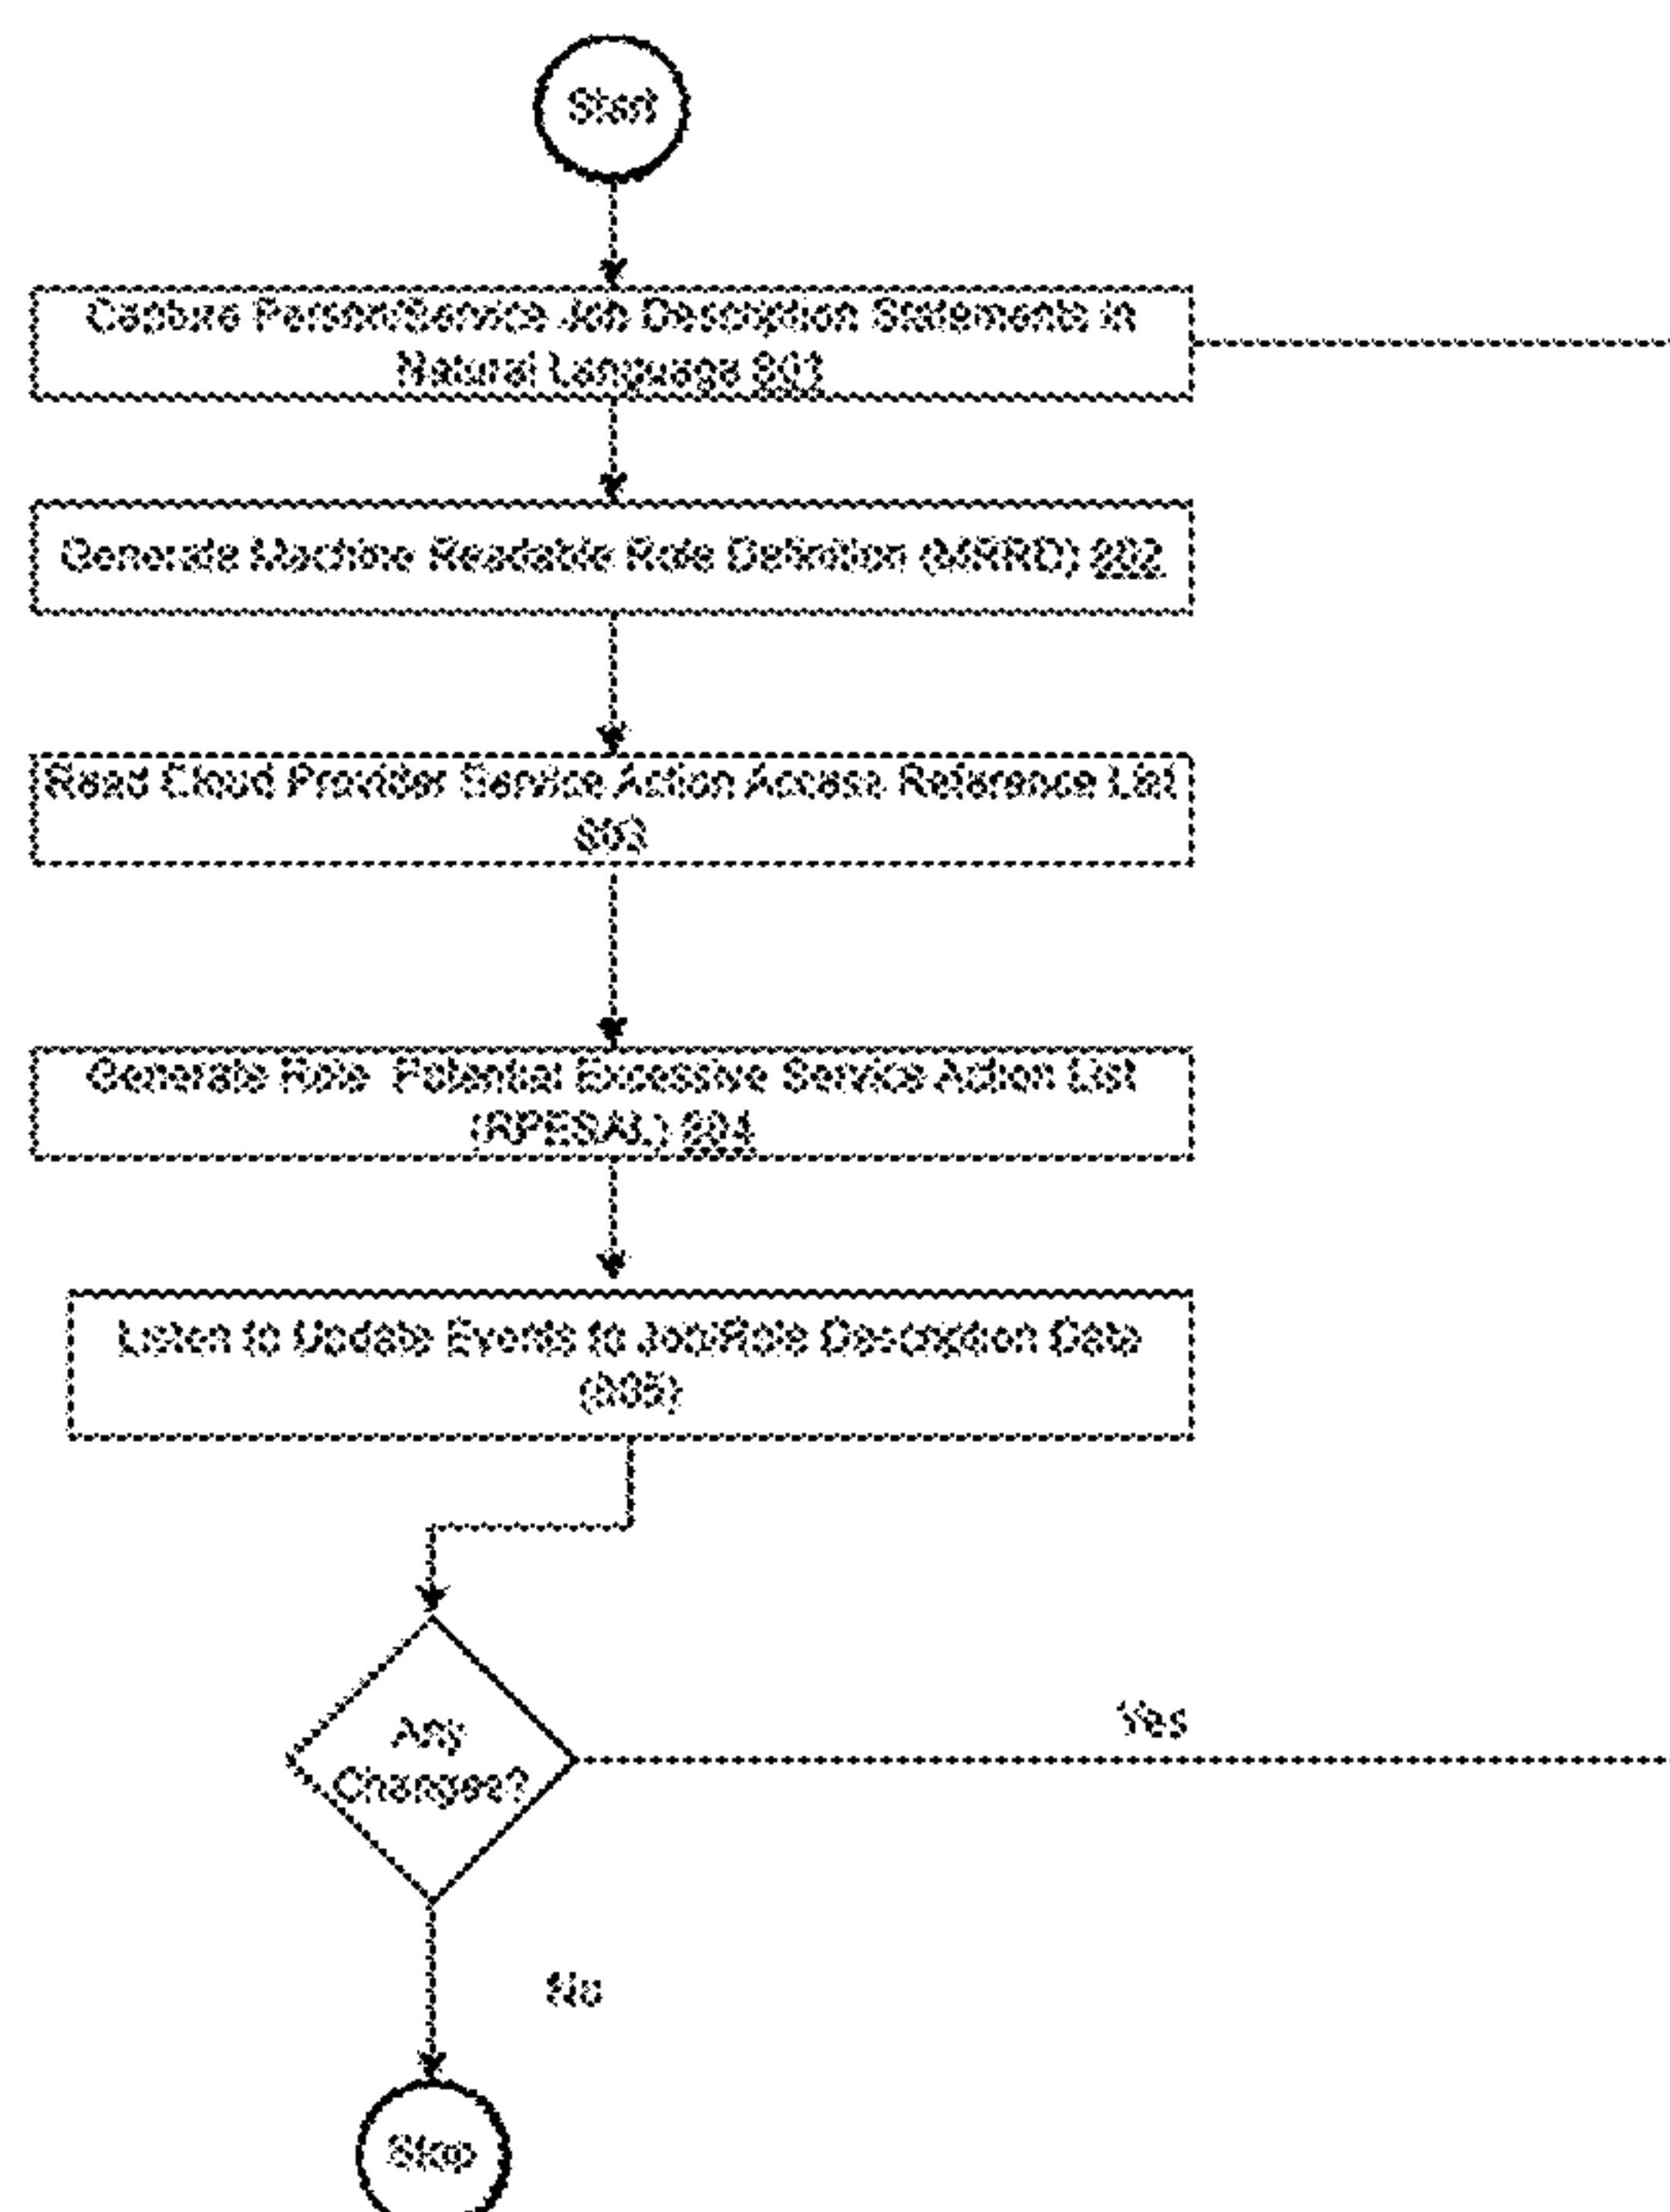 Start
Capture Person/Service Job Description Statements in
Natural Language
Generate Machine Readable Role Definition (MRRD)
Read Cloud Provider Service Action Access Reference List
Generate Role Potential Excessive Service Action List
(RPESAL)
Listen to Update Events to Job/Role Description Data
Any
Changes?
Yes
No
Stop